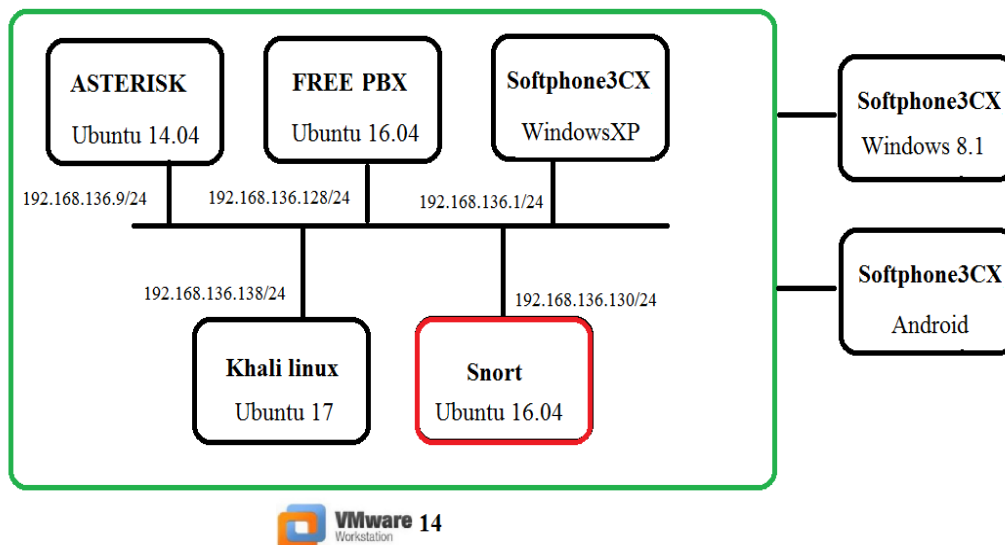 ASTERISK
Ubuntu 14.04
FREE PBX
Ubuntu 16.04
Softphone3CX
WindowsXP
Softphone3CX
Windows 8.1
192.168.136.9/24
192.168.136.128/24
192.168.136.1/24
192.168.136.138/24
192.168.136.130/24
Softphone3CX
Android
Khali linux
Ubuntu 17
Snort
Ubuntu 16.04
VMware 14
Workstation